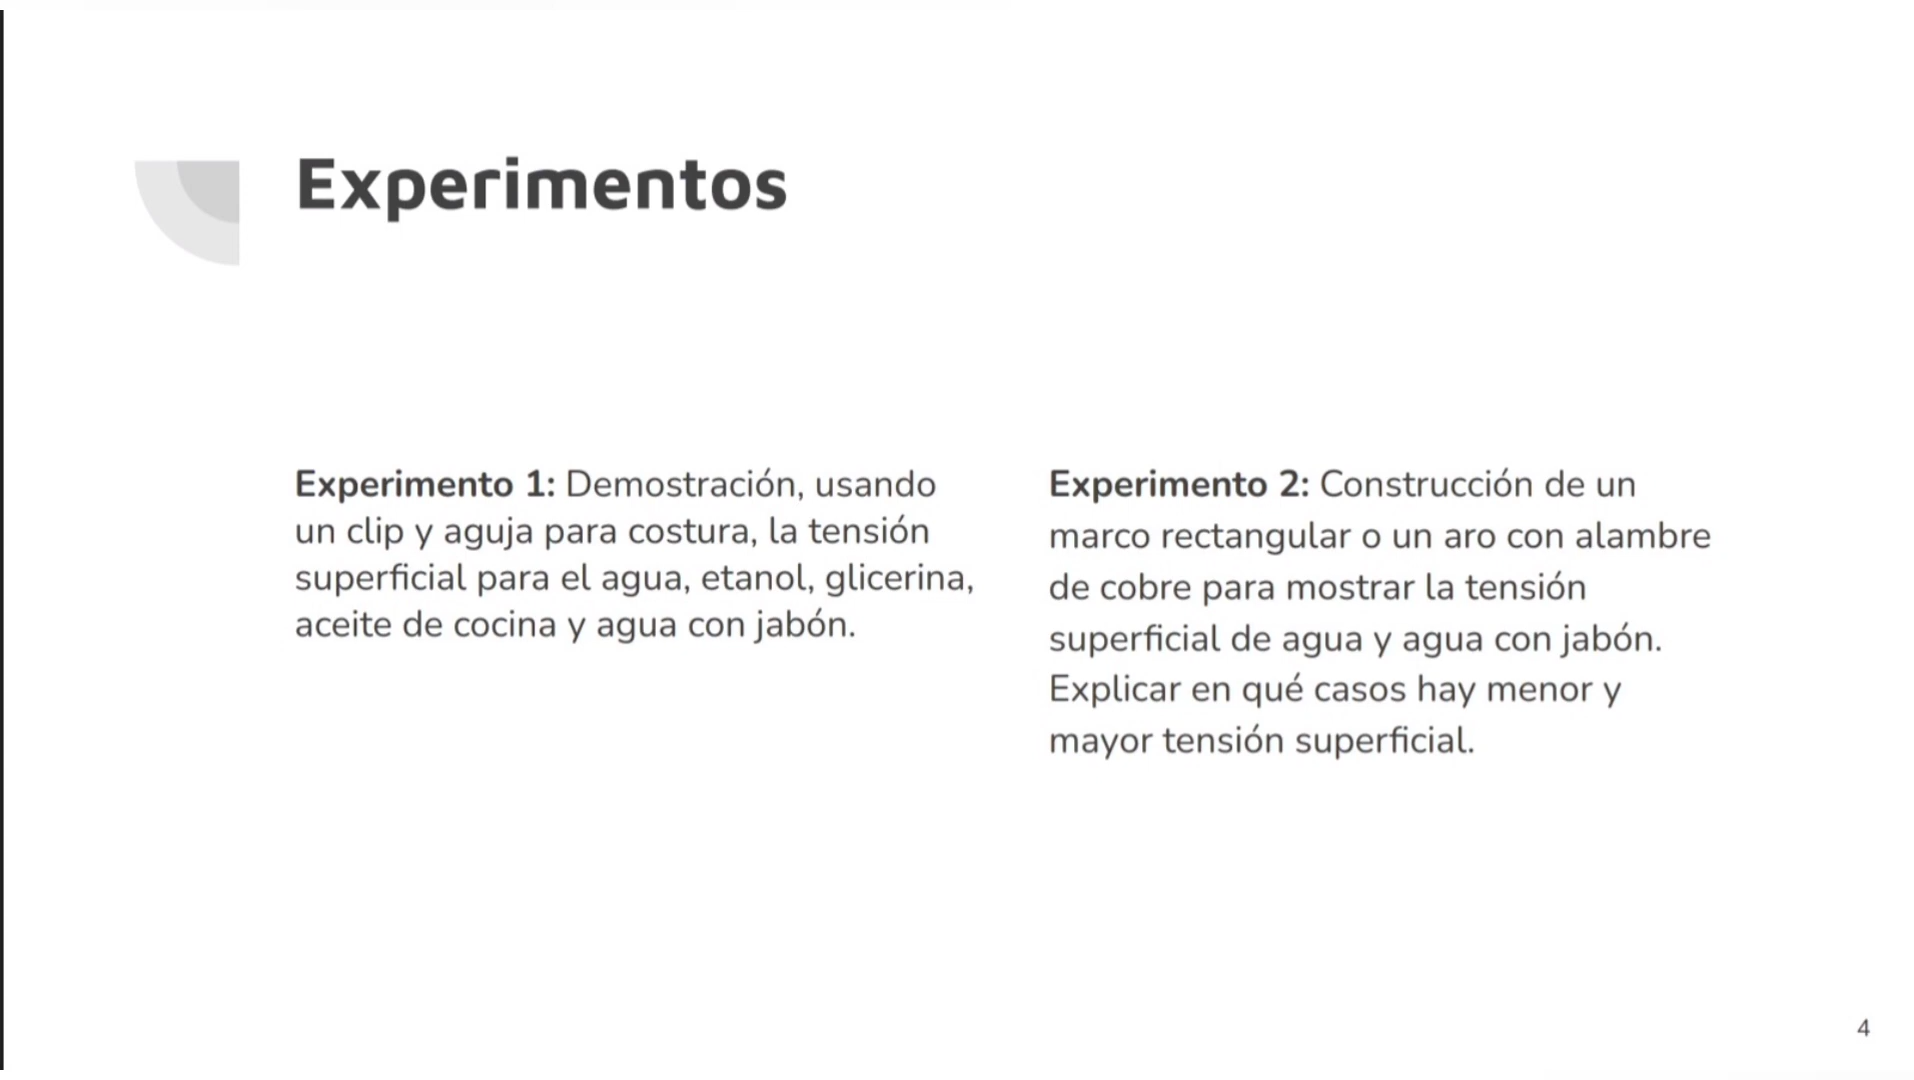 Experimentos
Experimento 1: Demostración, usando
un clip y aguja para costura, la tensión
superficial para el agua, etanol, glicerina,
aceite de cocina y agua con jabón.
Experimento 2: Construcción de un
marco rectangular o un aro con alambre
de cobre para mostrar la tensión
superficial de agua y agua con jabón.
Explicar en qué casos hay menor y
mayor tensión superficial.
4